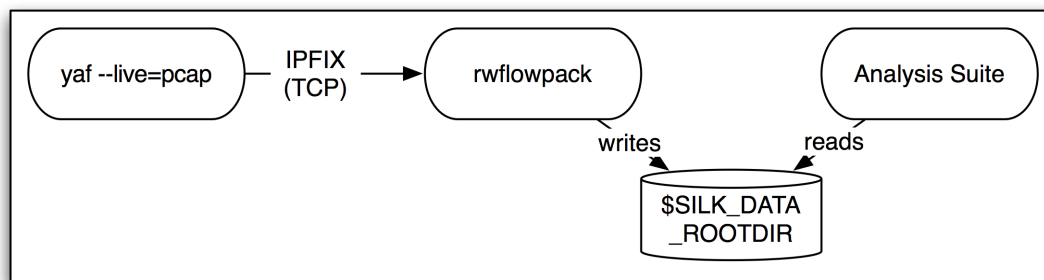 yaf --live=pcap
IPFIX
(TCP)
rwflowpack
Analysis Suite
writes
reads
$SILK_DATA
_ROOTDIR